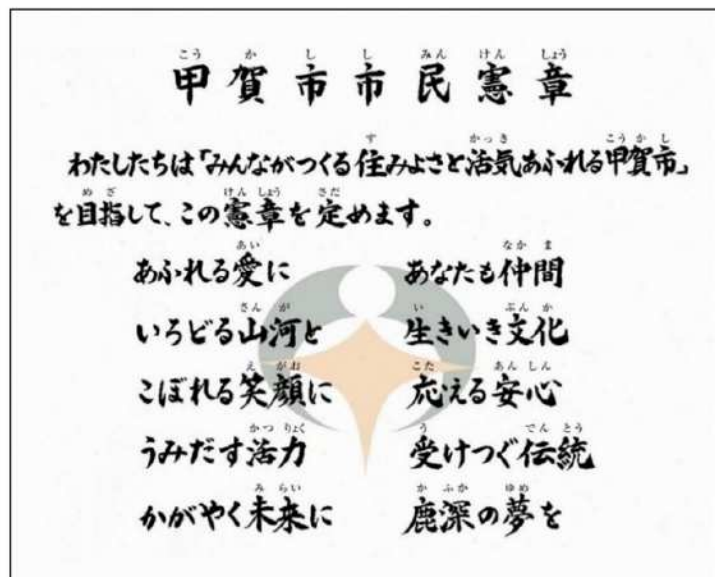 甲賀市市民憲章
わたしたちは「みんながつくる住みよさと活気あふれる甲賀市」
を目指して、この憲章を定めます。
あふれる愛に　あなたも仲間
いろどる山河と　生きいき文化
こぼれる笑顔に　応える安心
うみだす活力　受けつぐ伝統
かがやく未来に　鹿深の夢を